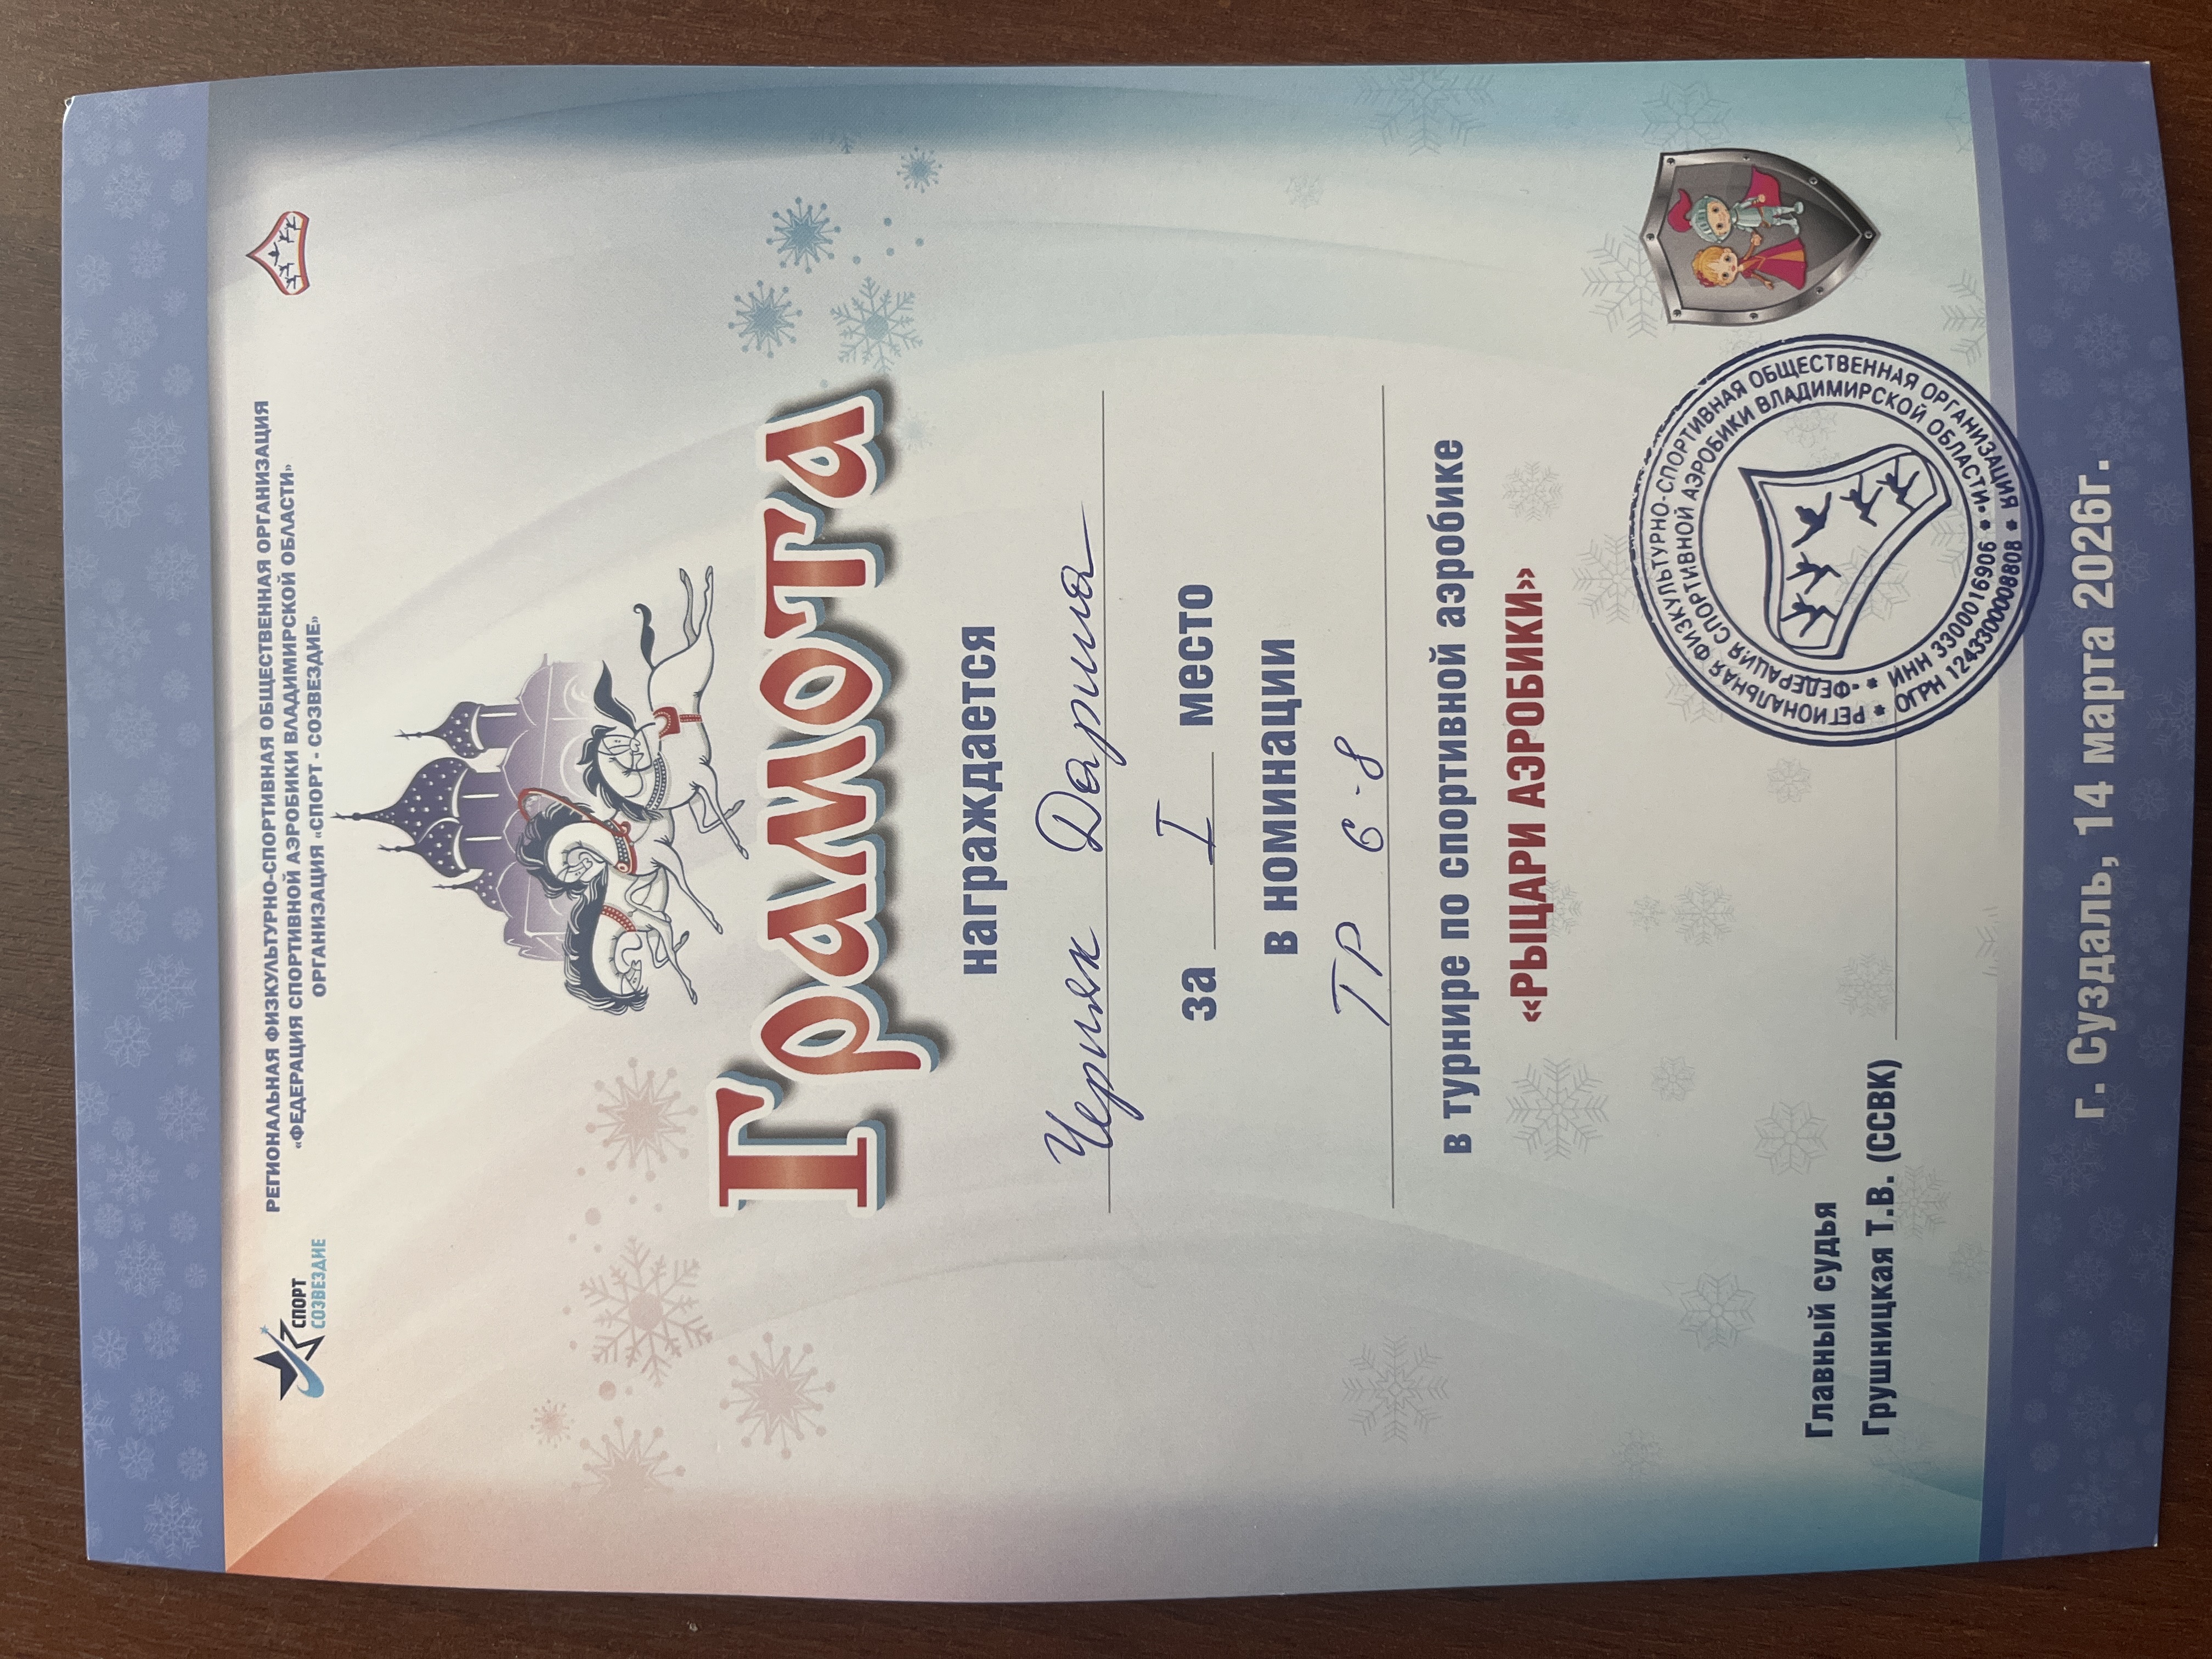 СПОРТ
СОЗВЕЗДИЕ
РЕГИОНАЛЬНАЯ ФИЗКУЛЬТУРНО-СПОРТИВНАЯ ОБЩЕСТВЕННАЯ ОРГАНИЗАЦИЯ
«ФЕДЕРАЦИЯ СПОРТИВНОЙ АЭРОБИКИ ВЛАДИМИРСКОЙ ОБЛАСТИ»
ОРГАНИЗАЦИЯ «СПОРТ - СОЗВЕЗДИЕ»
Грамота
награждается
Черняк Дарина
за I место
в номинации
ТР 6-8
в турнире по спортивной аэробике
«РЫЦАРИ АЭРОБИКИ»
Главный судья
Грушницкая Т.В. (ССВК)
РЕГИОНАЛЬНАЯ ФИЗКУЛЬТУРНО-СПОРТИВНАЯ ОБЩЕСТВЕННАЯ ОРГАНИЗАЦИЯ
* ОГРН 1243300008808 *
«ФЕДЕРАЦИЯ СПОРТИВНОЙ АЭРОБИКИ ВЛАДИМИРСКОЙ ОБЛАСТИ»
* ИНН 3300016906 *
г. Суздаль, 14 марта 2026г.